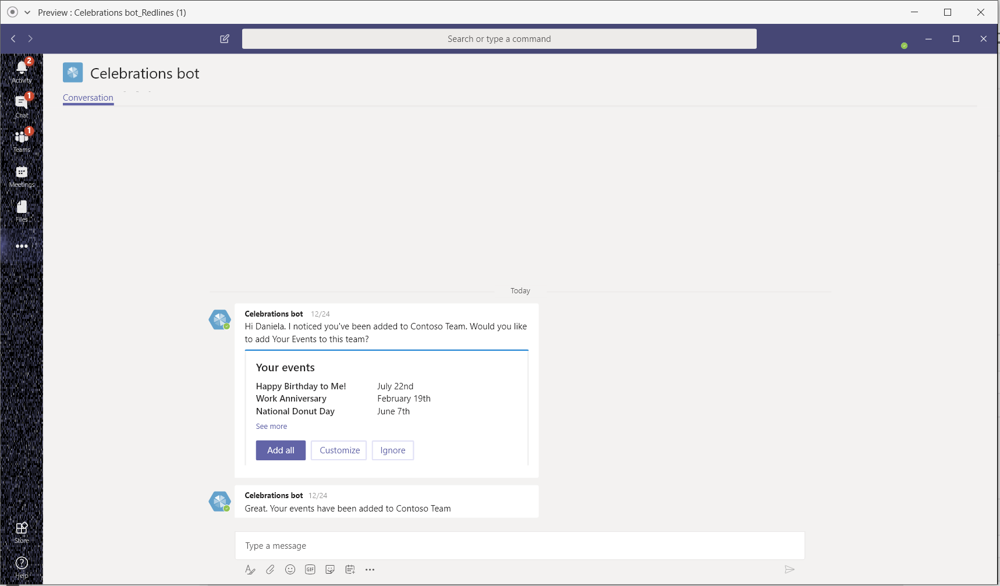 Preview : Celebrations bot_Redlines (1)
Search or type a command
2
Activity
1
Chat
1
Teams
Meetings
Files
Store
Help
Celebrations bot
Conversation
Today
Celebrations bot 12/24
Hi Daniela. I noticed you've been added to Contoso Team. Would you like
to add Your Events to this team?
Your events
Happy Birthday to Me! July 22nd
Work Anniversary February 19th
National Donut Day June 7th
See more
Add all Customize Ignore
Celebrations bot 12/24
Great. Your events have been added to Contoso Team
Type a message
GIF